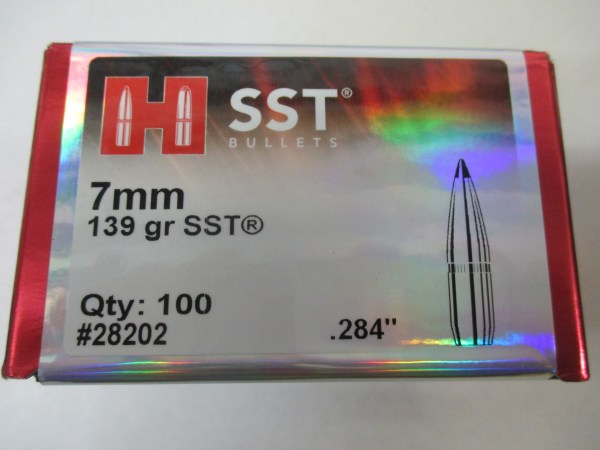 H SST®
BULLETS
7mm
139 gr SST®
Qty: 100
#28202
.284"